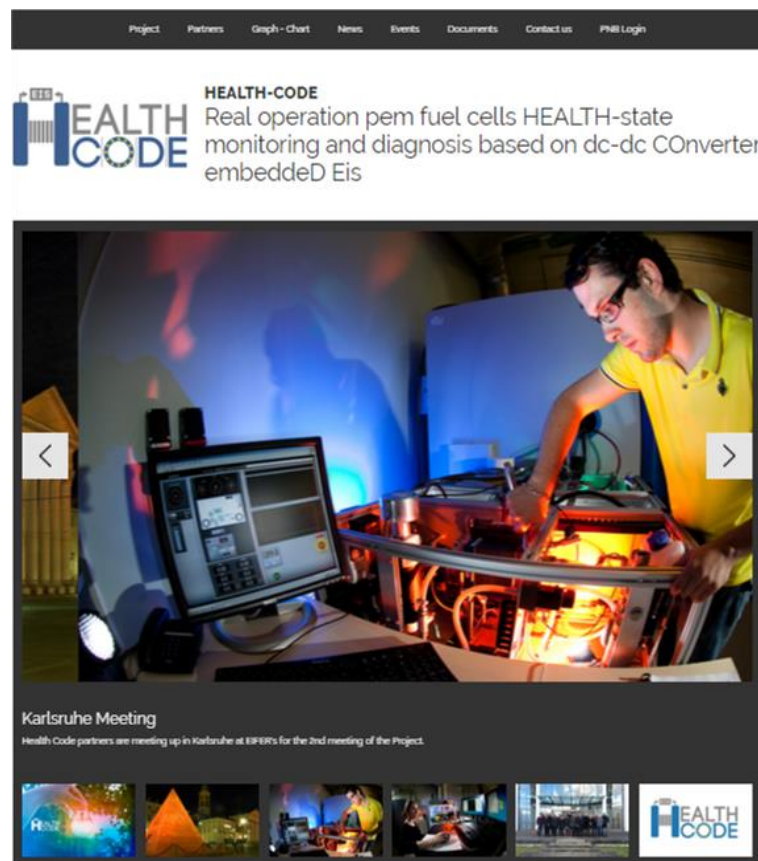 Project Partners Graph - Chart News Events Documents Contact us PNB Login
EIS
HEALTH
CODE
HEALTH-CODE
Real operation pem fuel cells HEALTH-state
monitoring and diagnosis based on dc-dc COnverter
embeddeD Eis
Karlsruhe Meeting
Health Code partners are meeting up in Karlsruhe at EIFER's for the 2nd meeting of the Project.
HEALTH
HEALTH
CODE